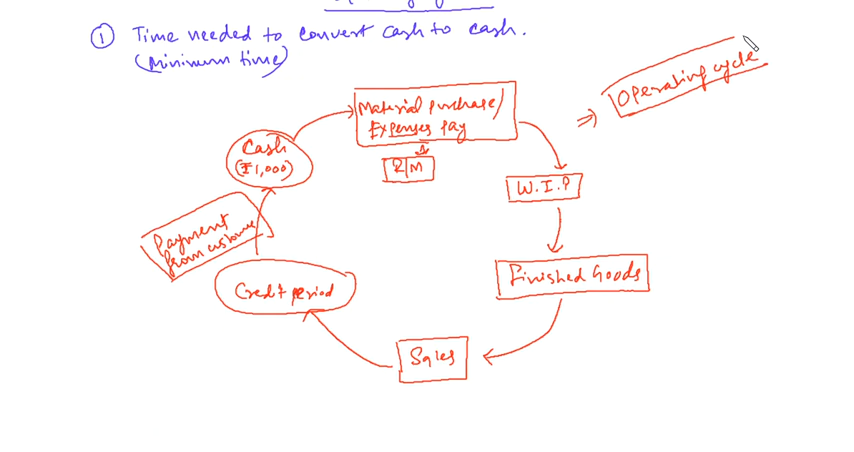 ① Time needed to convert cash to cash.
(Minimum time)
⇒ Operating cycle
Material purchase/
Expenses pay
R/M
Cash
(₹1,000)
W.I.P
Payment
from customer
Finished Goods
Credit period
Sales